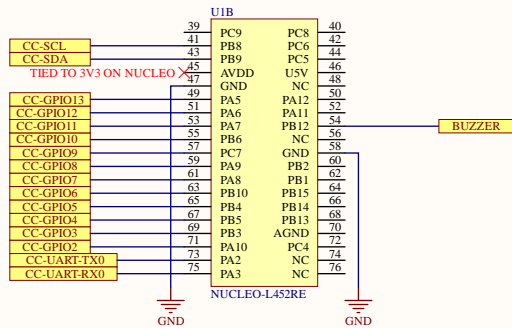 U1B
39 PC9 PC8 40
CC-SCL 41 PB8 PC6 42
CC-SDA 43 PB9 PC5 44
TIED TO 3V3 ON NUCLEO 45 AVDD U5V 46
47 GND NC 48
CC-GPIO13 49 PA5 PA12 50
CC-GPIO12 51 PA6 PA11 52
CC-GPIO11 53 PA7 PB12 54 BUZZER
CC-GPIO10 55 PB6 NC 56
CC-GPIO9 57 PC7 GND 58
CC-GPIO8 59 PA9 PB2 60
CC-GPIO7 61 PA8 PB1 62
CC-GPIO6 63 PB10 PB15 64
CC-GPIO5 65 PB4 PB14 66
CC-GPIO4 67 PB5 PB13 68
CC-GPIO3 69 PB3 AGND 70
CC-GPIO2 71 PA10 PC4 72
CC-UART-TX0 73 PA2 NC 74
CC-UART-RX0 75 PA3 NC 76
NUCLEO-L452RE
GND GND